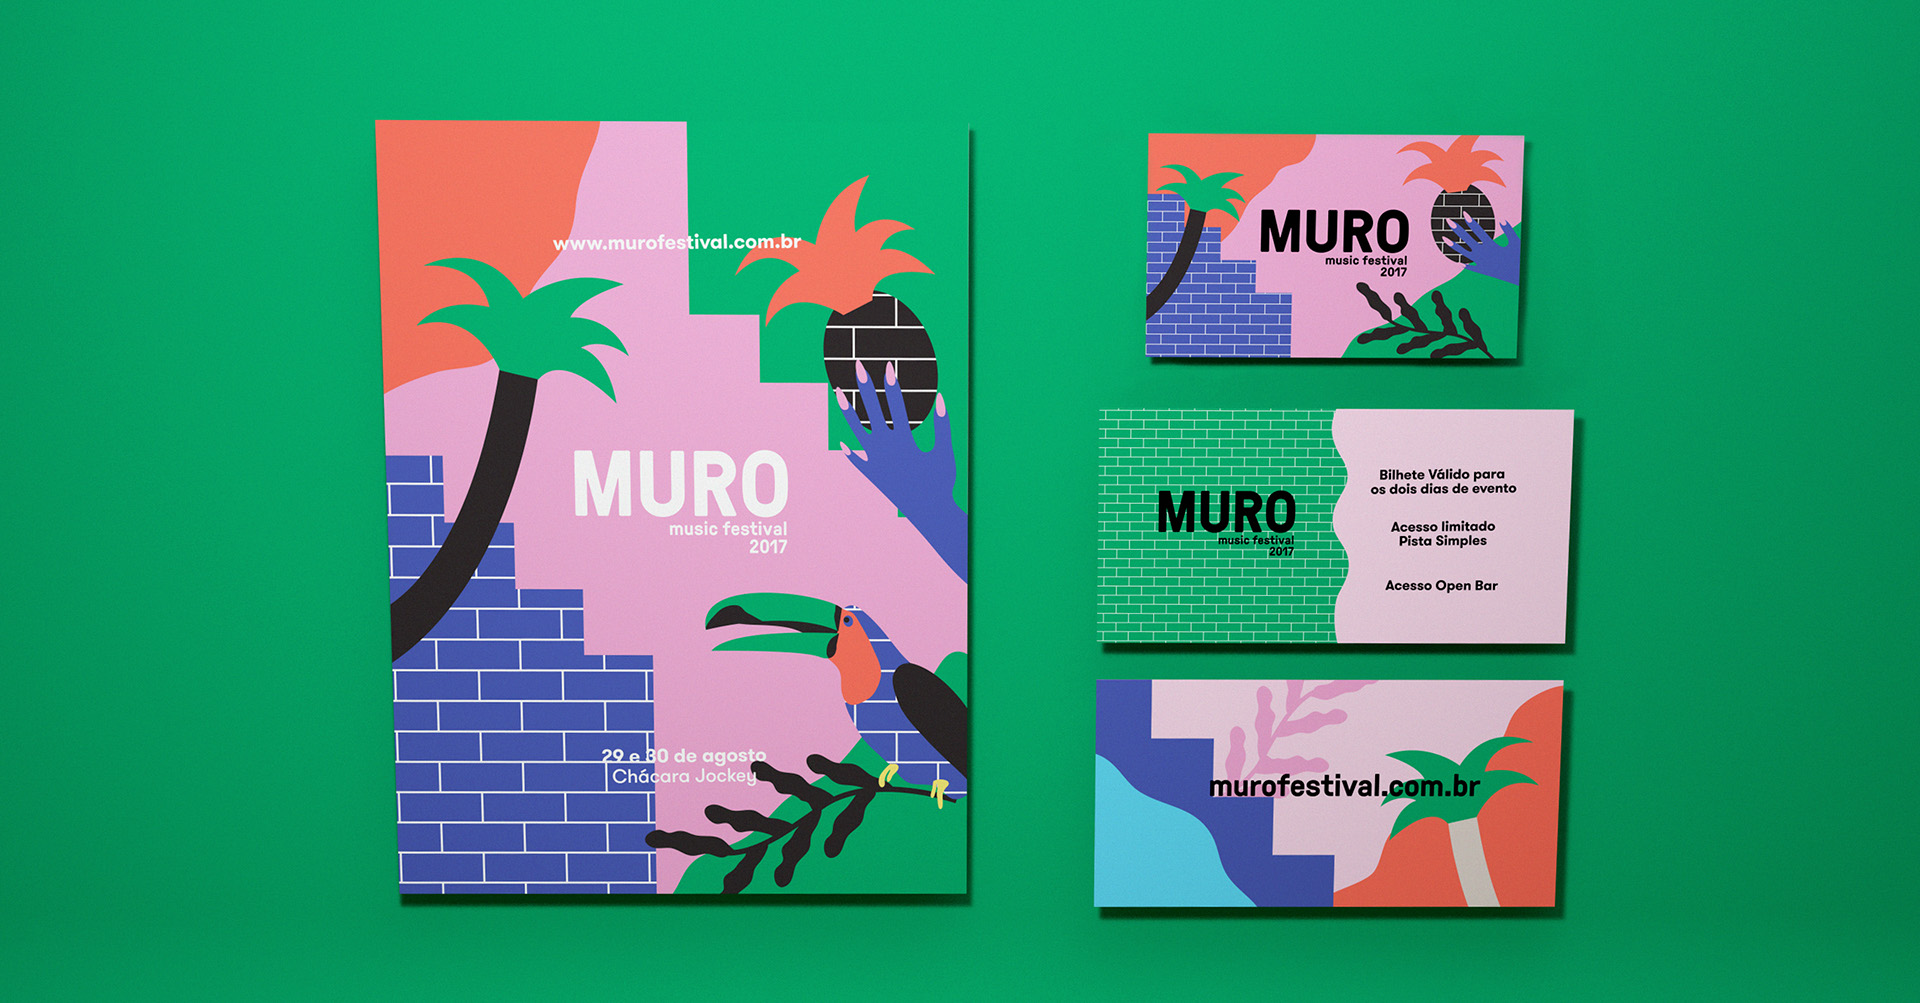 www.murofestival.com.br
MURO
music festival
2017
29 e 30 de agosto
Chácara Jockey
MURO
music festival
2017
MURO
music festival
2017
Bilhete Válido para
os dois dias de evento
Acesso limitado
Pista Simples
Acesso Open Bar
murofestival.com.br